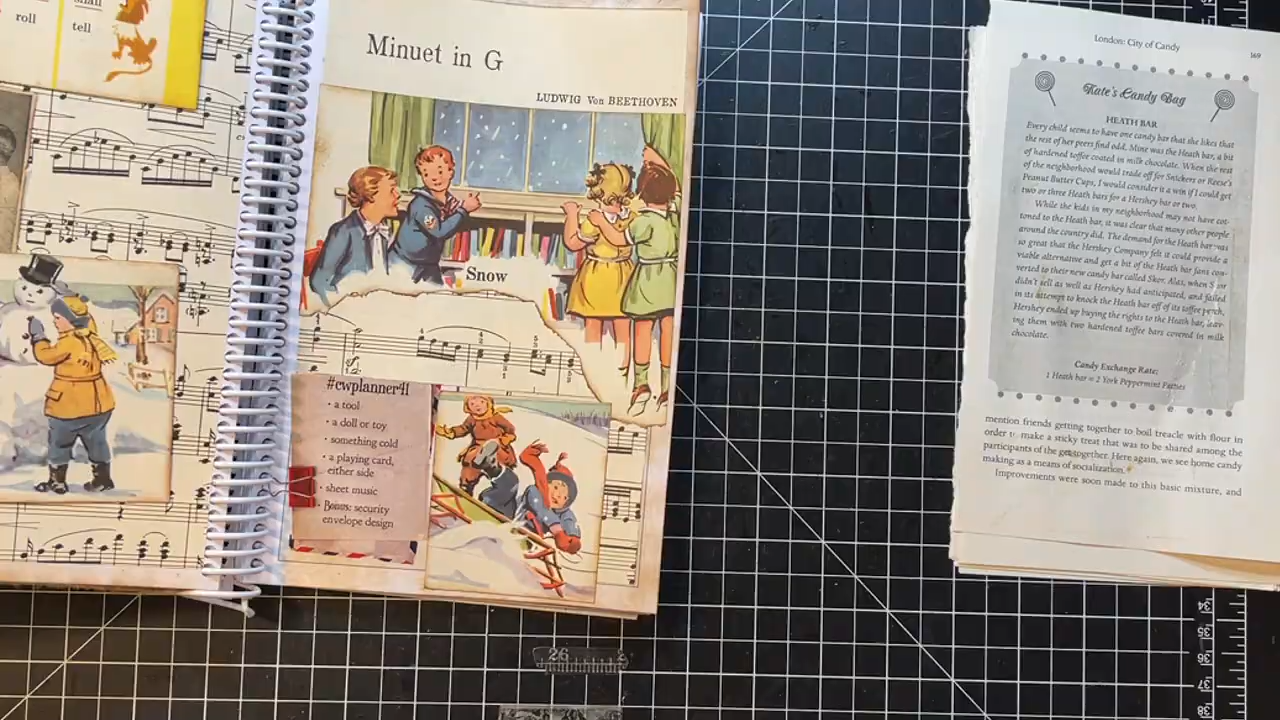 small
roll
tell
Minuet in G
LUDWIG Von BEETHOVEN
Snow
#cwplanner41
• a tool
• a doll or toy
• something cold
• a playing card,
either side
• sheet music
• Bonus: security
envelope design
London: City of Candy
169
Kate's Candy Bag
HEATH BAR
Every child seems to have one candy bar that she likes that
the rest of her peers find odd. Mine was the Heath bar, a bit
of hardened toffee coated in milk chocolate. When the rest
of the neighborhood would trade off for Snickers or Reese's
Peanut Butter Cups, I would consider it a win if I could get
two or three Heath bars for a Hershey bar or two.
While the kids in my neighborhood may not have cot-
toned to the Heath bar, it was clear that many other people
around the country did. The demand for the Heath bar was
so great that the Hershey Company felt it could provide a
viable alternative and get a bit of the Heath bar fans con-
verted to their new candy bar called Skor. Alas, when Skor
didn't sell as well as Hershey had anticipated, and failed
in its attempt to knock the Heath bar off of its toffee perch,
Hershey ended up buying the rights to the Heath bar, leav-
ing them with two hardened toffee bars covered in milk
chocolate.
Candy Exchange Rate:
1 Heath bar = 2 York Peppermint Patties
mention friends getting together to boil treacle with flour in
order to make a sticky treat that was to be shared among the
participants of the get-together. Here again, we see home candy
making as a means of socialization.
Improvements were soon made to this basic mixture, and
34
35
36
37
38
26